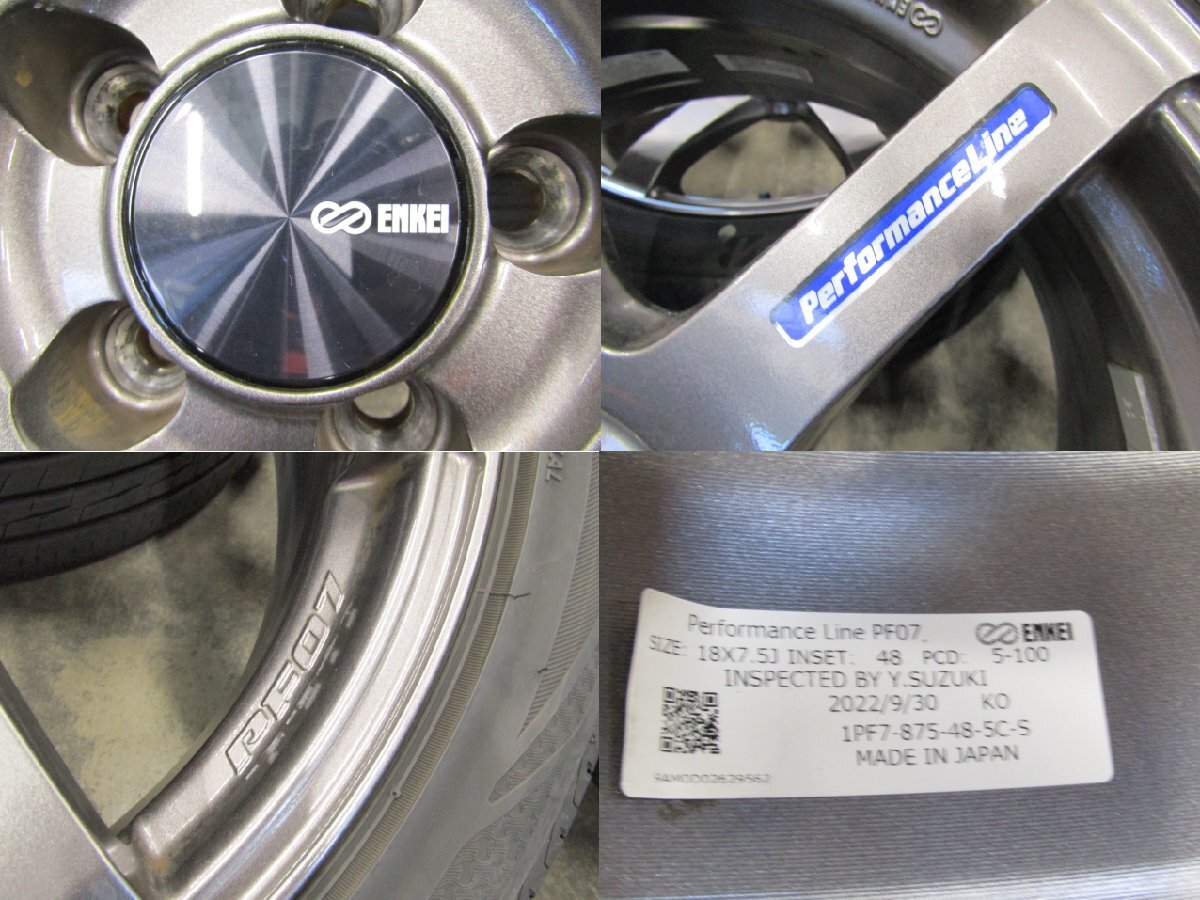 ENKEI
PerformanceLine
PF07
Performance Line PF07.
ENKEI
SIZE: 18X7.5J INSET: 48 PCD: 5-100
INSPECTED BY Y.SUZUKI
2022/9/30 KO
1PF7-875-48-5C-S
MADE IN JAPAN